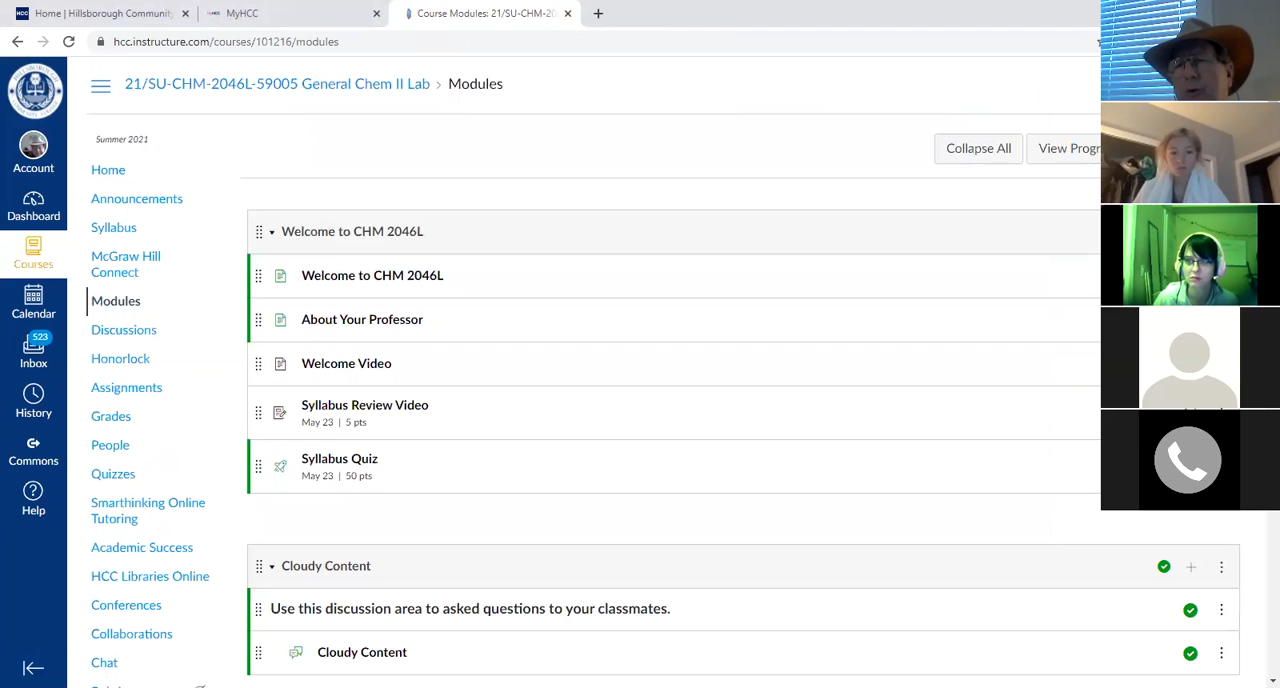 Home | Hillsborough Community
MyHCC
Course Modules: 21/SU-CHM-20
hcc.instructure.com/courses/101216/modules
21/SU-CHM-2046L-59005 General Chem II Lab › Modules
Account
Dashboard
Courses
Calendar
523
Inbox
History
Commons
Help
Summer 2021
Home
Announcements
Syllabus
McGraw Hill
Connect
Modules
Discussions
Honorlock
Assignments
Grades
People
Quizzes
Smarthinking Online
Tutoring
Academic Success
HCC Libraries Online
Conferences
Collaborations
Chat
Collapse All
View Progr
Welcome to CHM 2046L
Welcome to CHM 2046L
About Your Professor
Welcome Video
Syllabus Review Video
May 23 | 5 pts
Syllabus Quiz
May 23 | 50 pts
Cloudy Content
Use this discussion area to asked questions to your classmates.
Cloudy Content